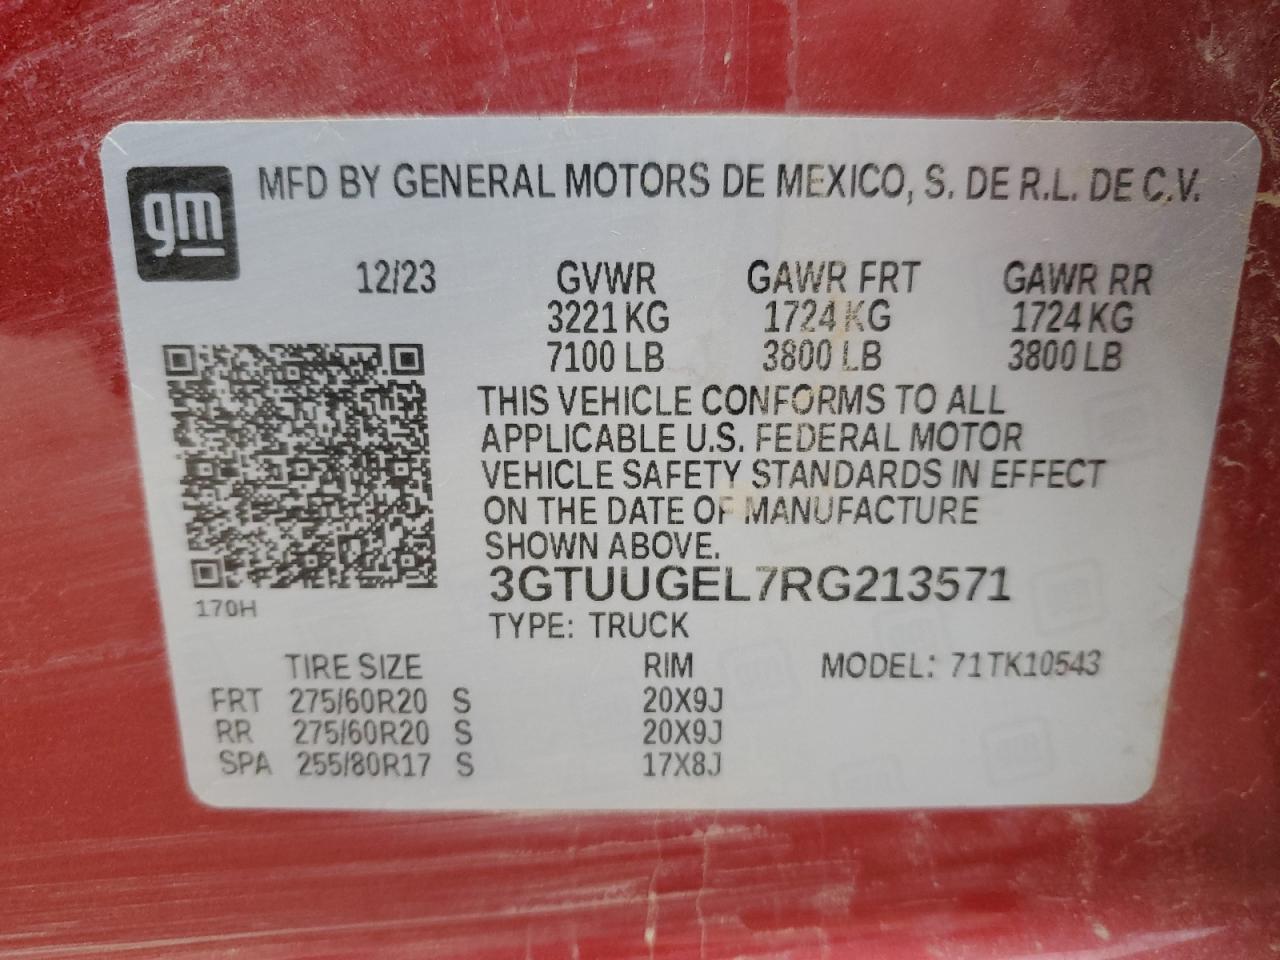 gm
MFD BY GENERAL MOTORS DE MEXICO, S. DE R.L. DE C.V.
12/23 GVWR GAWR FRT GAWR RR
3221 KG 1724 KG 1724 KG
7100 LB 3800 LB 3800 LB
THIS VEHICLE CONFORMS TO ALL
APPLICABLE U.S. FEDERAL MOTOR
VEHICLE SAFETY STANDARDS IN EFFECT
ON THE DATE OF MANUFACTURE
SHOWN ABOVE.
3GTUUGEL7RG213571
170H
TYPE: TRUCK
TIRE SIZE RIM MODEL: 71TK10543
FRT 275/60R20 S 20X9J
RR 275/60R20 S 20X9J
SPA 255/80R17 S 17X8J